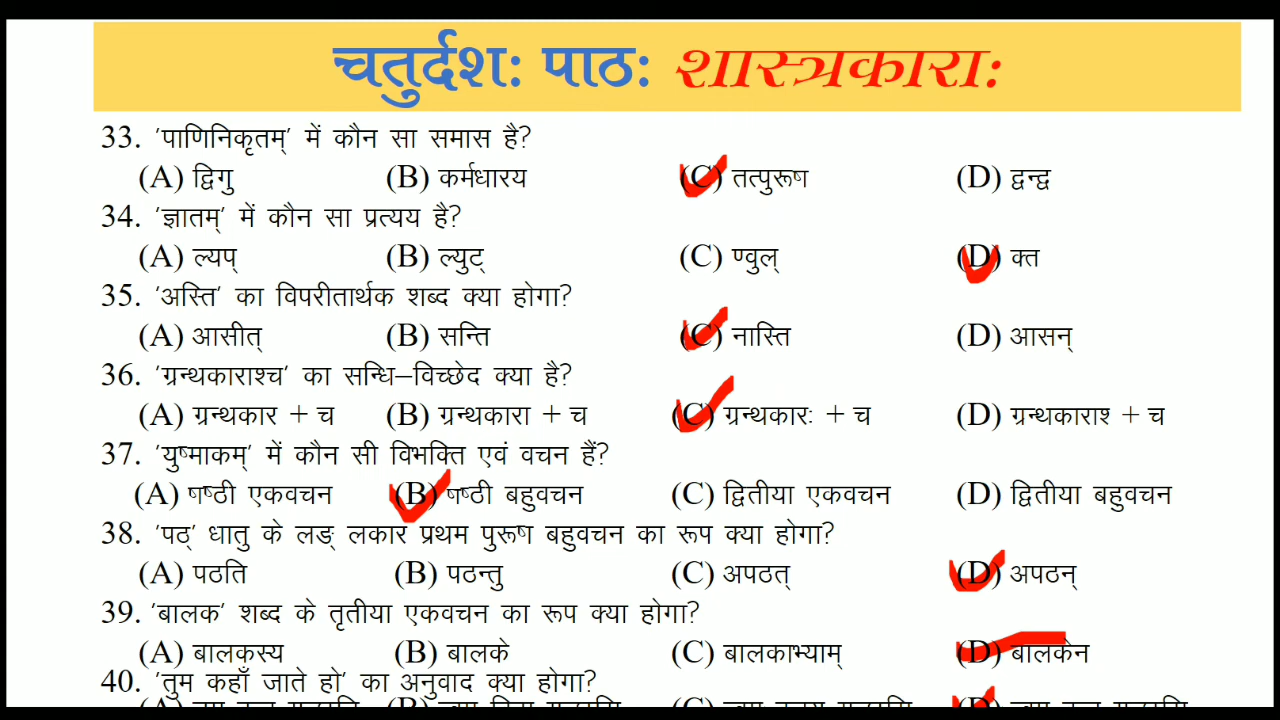 चतुर्दशः पाठः शास्त्रकाराः
33. 'पाणिनिकृतम्' में कौन सा समास है?
(A) द्विगु (B) कर्मधारय (C) तत्पुरूष (D) द्वन्द्व
34. 'ज्ञातम्' में कौन सा प्रत्यय है?
(A) ल्यप् (B) ल्युट् (C) ण्वुल् (D) क्त
35. 'अस्ति' का विपरीतार्थक शब्द क्या होगा?
(A) आसीत् (B) सन्ति (C) नास्ति (D) आसन्
36. 'ग्रन्थकाराश्च' का सन्धि–विच्छेद क्या है?
(A) ग्रन्थकार + च (B) ग्रन्थकारा + च (C) ग्रन्थकारः + च (D) ग्रन्थकाराश + च
37. 'युष्माकम्' में कौन सी विभक्ति एवं वचन हैं?
(A) षष्ठी एकवचन (B) षष्ठी बहुवचन (C) द्वितीया एकवचन (D) द्वितीया बहुवचन
38. 'पठ्' धातु के लङ् लकार प्रथम पुरूष बहुवचन का रूप क्या होगा?
(A) पठति (B) पठन्तु (C) अपठत् (D) अपठन्
39. 'बालक' शब्द के तृतीया एकवचन का रूप क्या होगा?
(A) बालकस्य (B) बालके (C) बालकाभ्याम् (D) बालकेन
40. 'तुम कहाँ जाते हो' का अनुवाद क्या होगा?